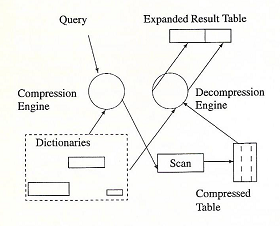 Query
Expanded Result Table
Compression
Engine
Decompression
Engine
Dictionaries
Scan
Compressed
Table